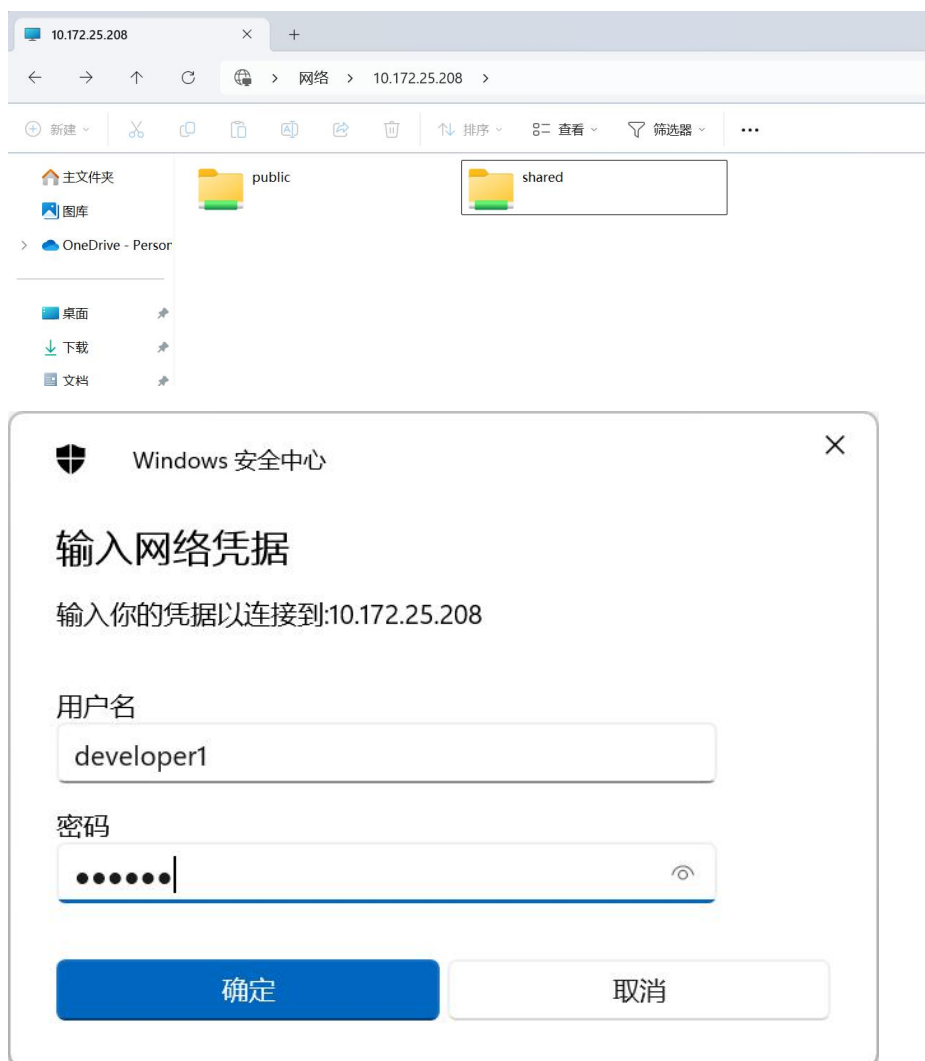 10.172.25.208
网络 > 10.172.25.208 >
新建 排序 查看 筛选器
主文件夹
public
shared
图库
OneDrive - Person
桌面
下载
文档
Windows 安全中心
输入网络凭据
输入你的凭据以连接到:10.172.25.208
用户名
developer1
密码
确定 取消